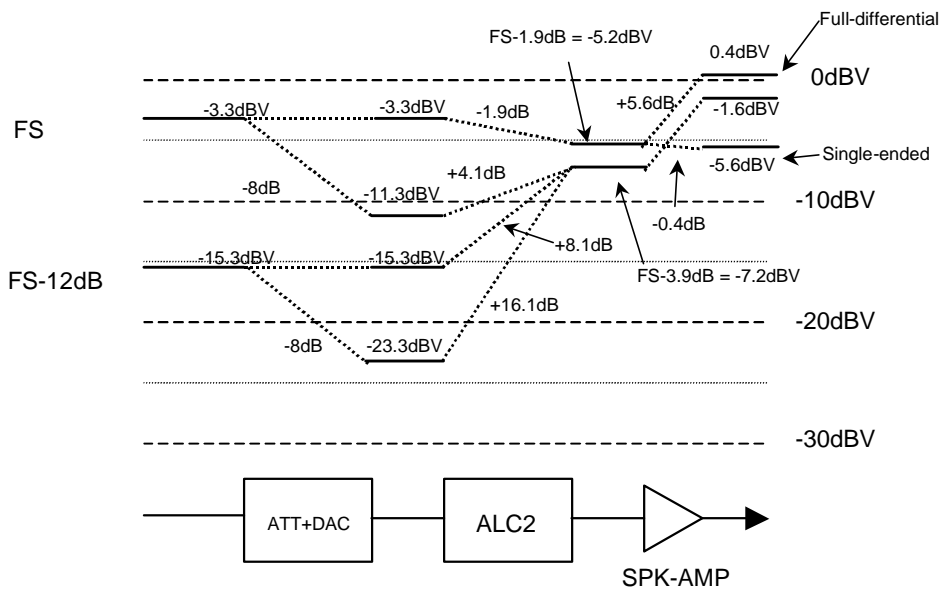 Full-differential
FS-1.9dB = -5.2dBV
0.4dBV
0dBV
-3.3dBV
-3.3dBV
-1.9dB
+5.6dB
-1.6dBV
FS
Single-ended
-5.6dBV
+4.1dB
-8dB
-11.3dBV
-10dBV
-0.4dB
+8.1dB
-15.3dBV
-15.3dBV
FS-12dB
FS-3.9dB = -7.2dBV
+16.1dB
-20dBV
-8dB
-23.3dBV
-30dBV
ATT+DAC
ALC2
SPK-AMP